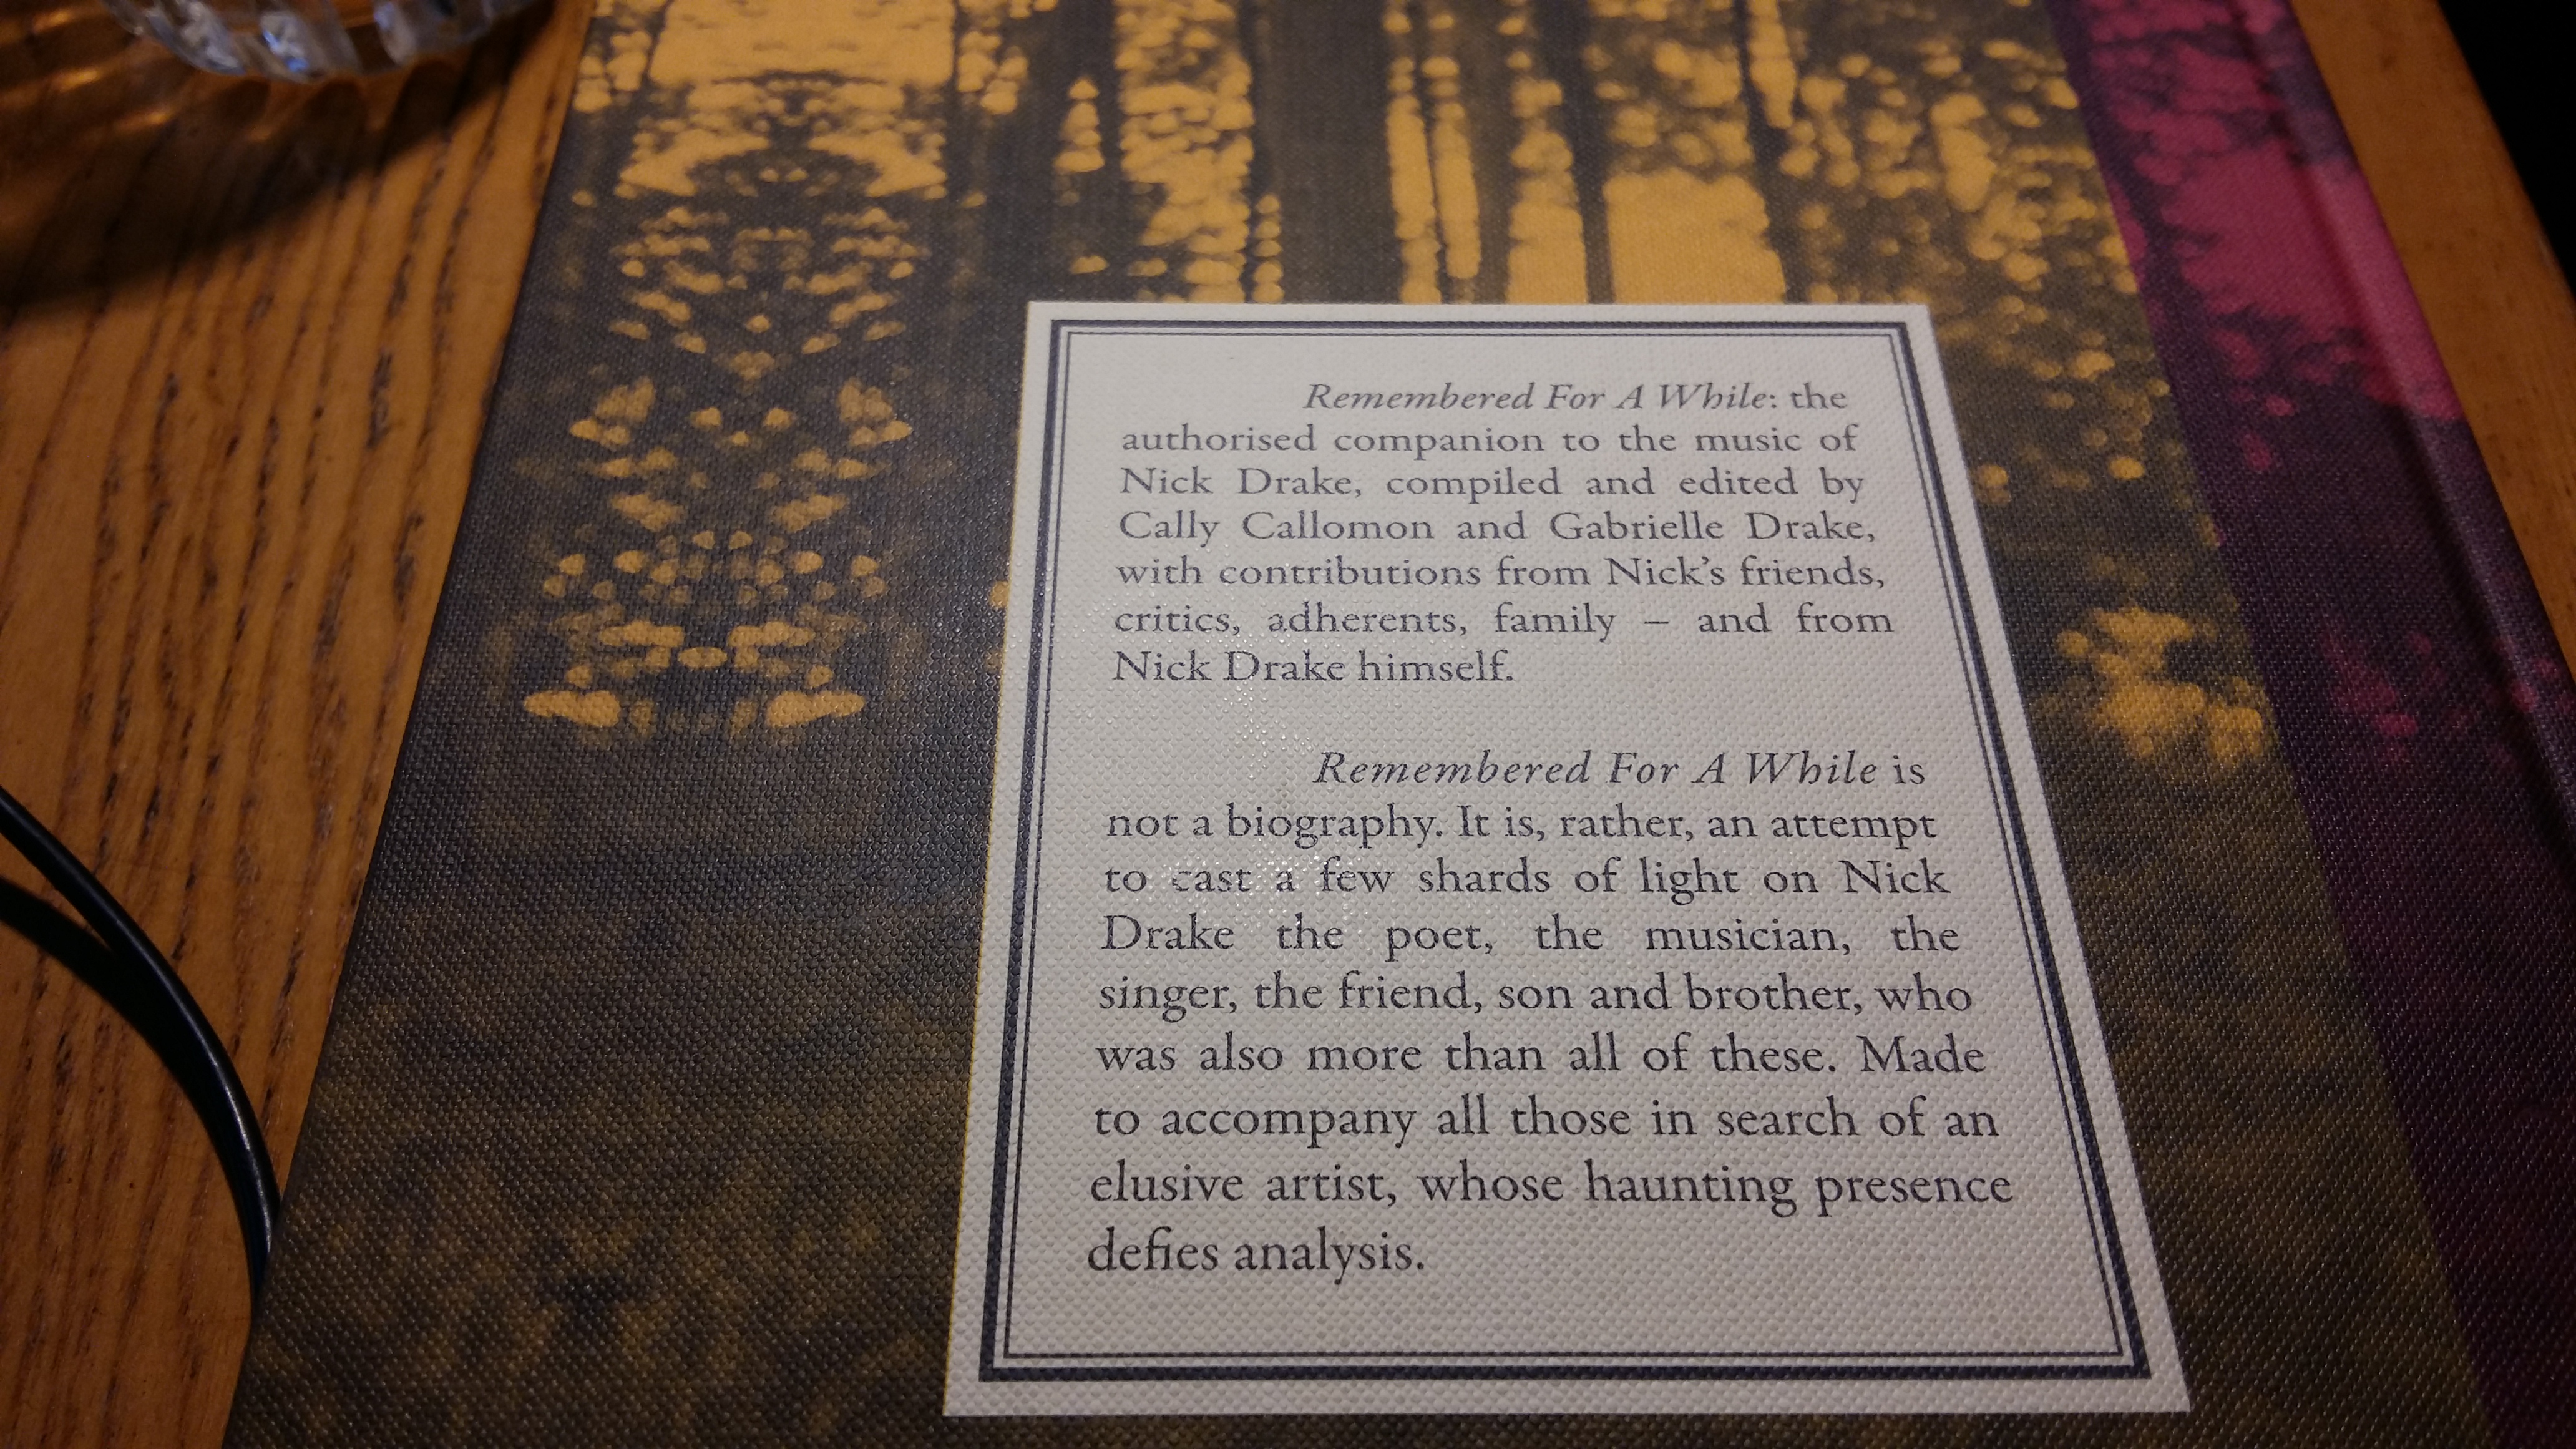 Remembered For A While: the
authorised companion to the music of
Nick Drake, compiled and edited by
Cally Callomon and Gabrielle Drake,
with contributions from Nick's friends,
critics, adherents, family – and from
Nick Drake himself.
Remembered For A While is
not a biography. It is, rather, an attempt
to cast a few shards of light on Nick
Drake the poet, the musician, the
singer, the friend, son and brother, who
was also more than all of these. Made
to accompany all those in search of an
elusive artist, whose haunting presence
defies analysis.